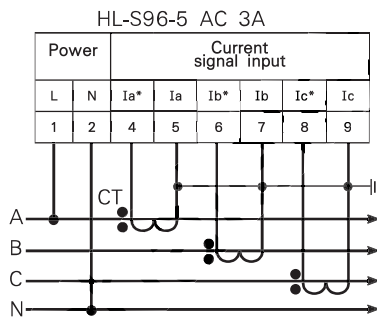 HL-S96-5 AC 3A
Power
Current
signal input
L N Ia* Ia Ib* Ib Ic* Ic
1 2 4 5 6 7 8 9
CT
A
B
C
N